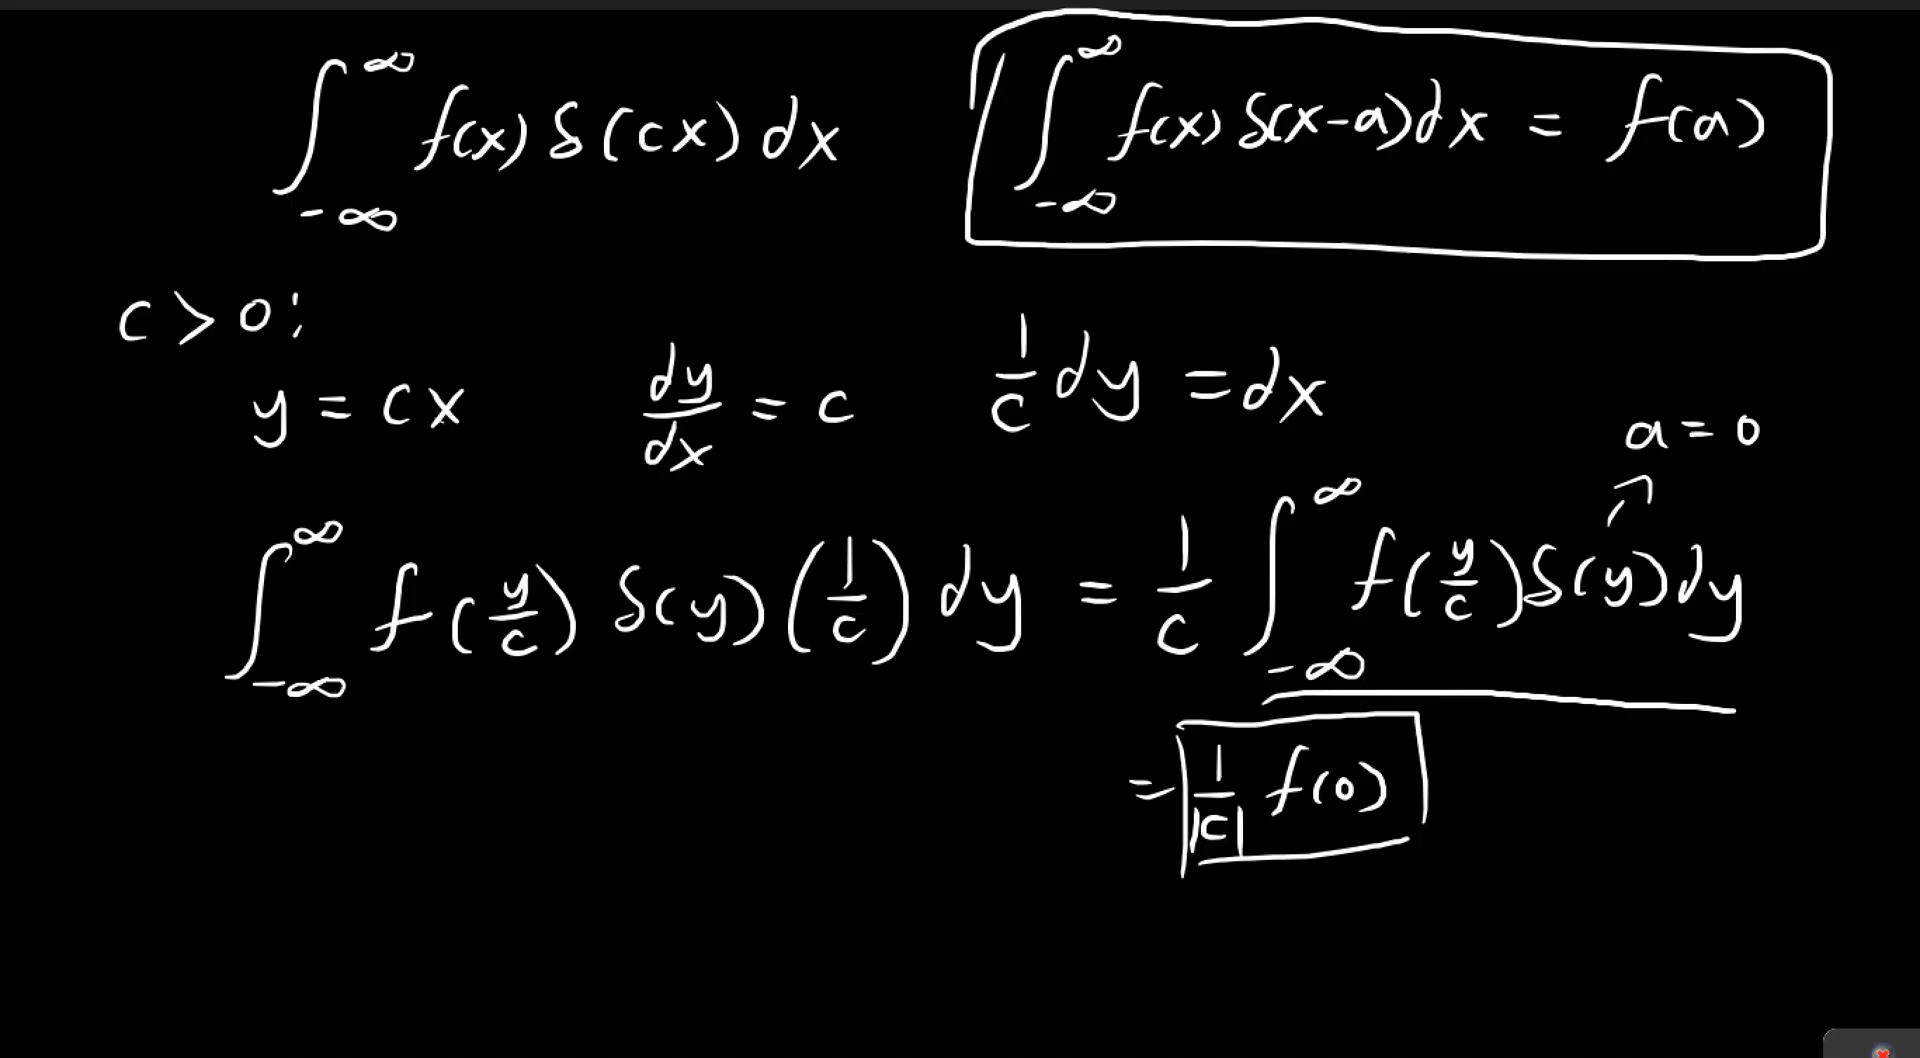 ∫_{-∞}^{∞} f(x) δ(cx) dx
∫_{-∞}^{∞} f(x) δ(x-a) dx = f(a)
c > 0 :
y = cx
dy/dx = c
1/c dy = dx
a = 0
∫_{-∞}^{∞} f(y/c) δ(y) (1/c) dy = 1/c ∫_{-∞}^{∞} f(y/c) δ(y) dy
= 1/|c| f(0)